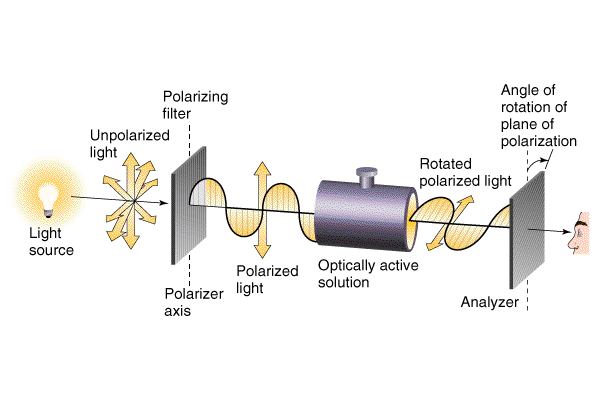 Polarizing
filter
Unpolarized
light
Light
source
Polarizer
axis
Polarized
light
Optically active
solution
Rotated
polarized light
Angle of
rotation of
plane of
polarization
Analyzer